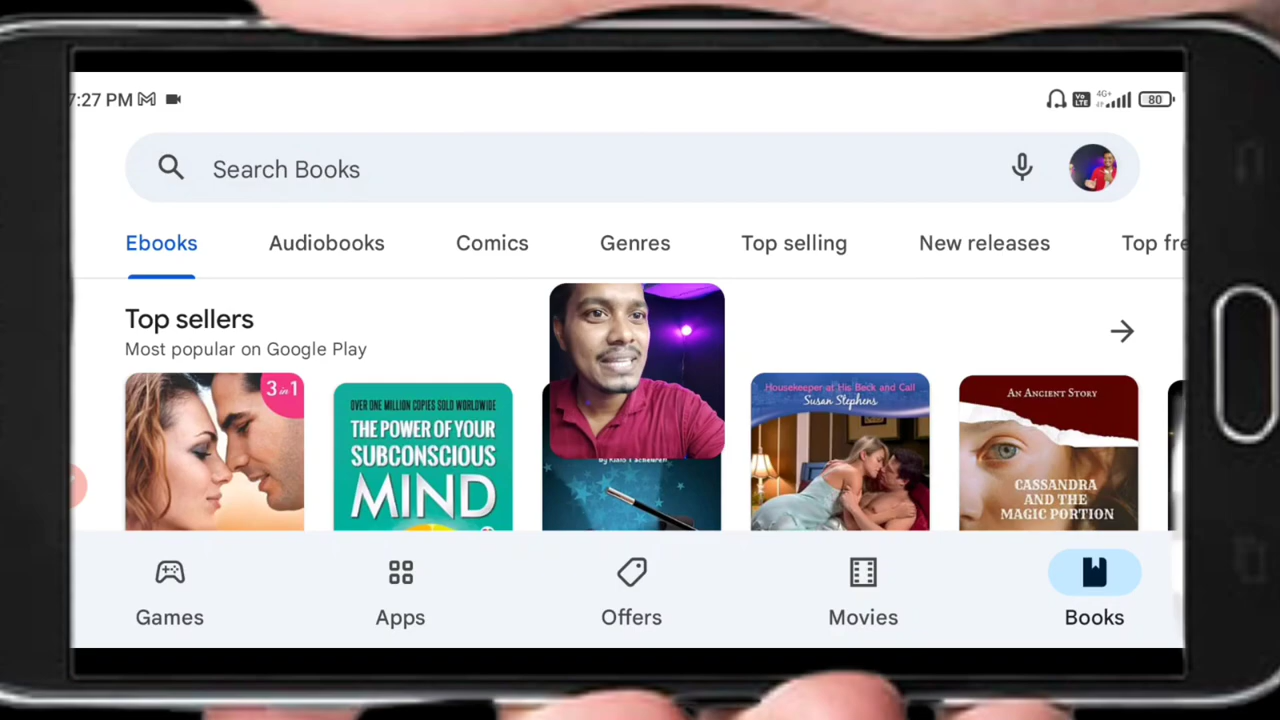 7:27 PM
Vo
LTE
4G+
80
Search Books
Ebooks
Audiobooks
Comics
Genres
Top selling
New releases
Top fre
Top sellers
Most popular on Google Play
3 in 1
OVER ONE MILLION COPIES SOLD WORLDWIDE
THE POWER OF YOUR
SUBCONSCIOUS
MIND
Housekeeper at His Beck and Call
Susan Stephens
AN ANCIENT STORY
CASSANDRA
AND THE
MAGIC PORTION
Games
Apps
Offers
Movies
Books